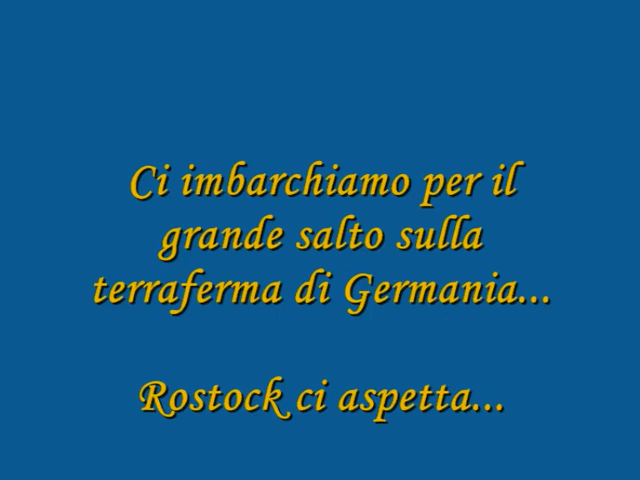 Ci imbarchiamo per il
grande salto sulla
terraferma di Germania...
Rostock ci aspetta...